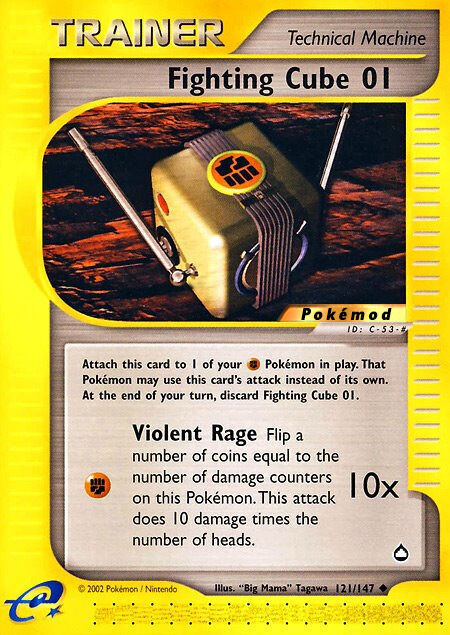 TRAINER
Technical Machine
Fighting Cube 01
Pokémod
ID: C-53-#
Attach this card to 1 of your Pokémon in play. That
Pokémon may use this card's attack instead of its own.
At the end of your turn, discard Fighting Cube 01.
Violent Rage Flip a
number of coins equal to the
number of damage counters
on this Pokémon. This attack
does 10 damage times the
number of heads.
10x
© 2002 Pokémon / Nintendo
Illus. "Big Mama" Tagawa
121/147
e